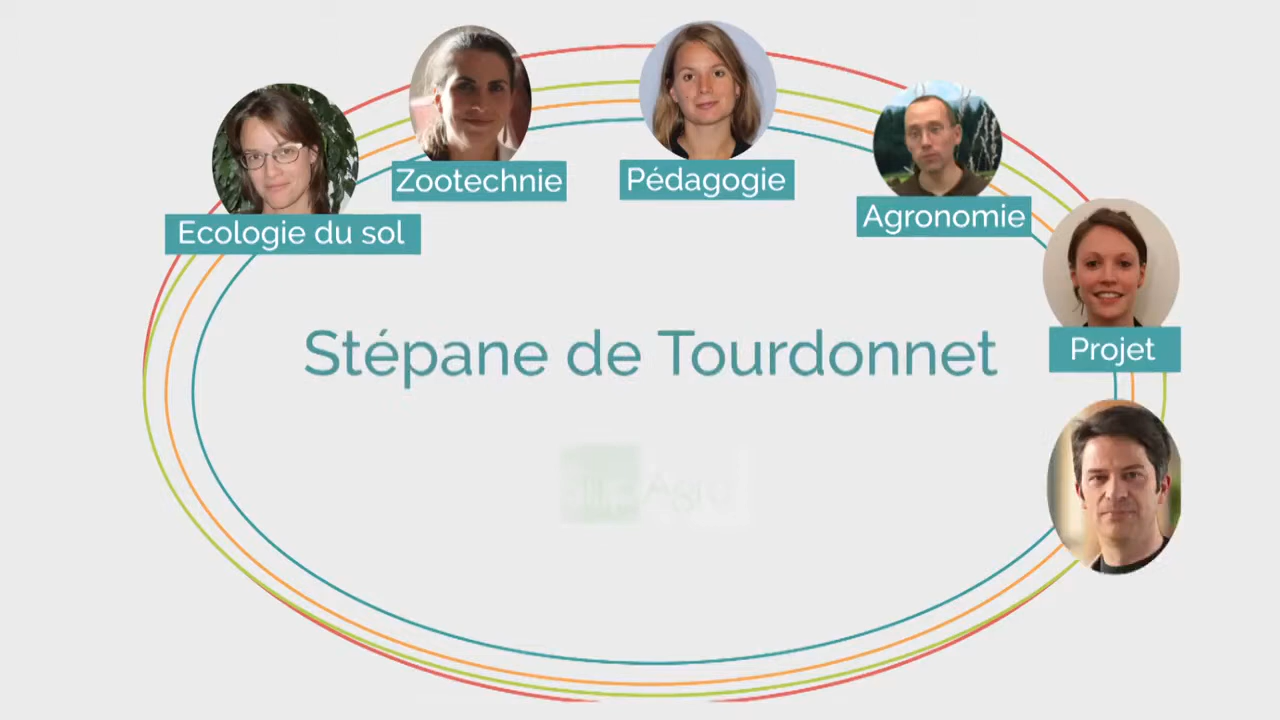 Zootechnie
Pédagogie
Agronomie
Ecologie du sol
Projet
Stépane de Tourdonnet